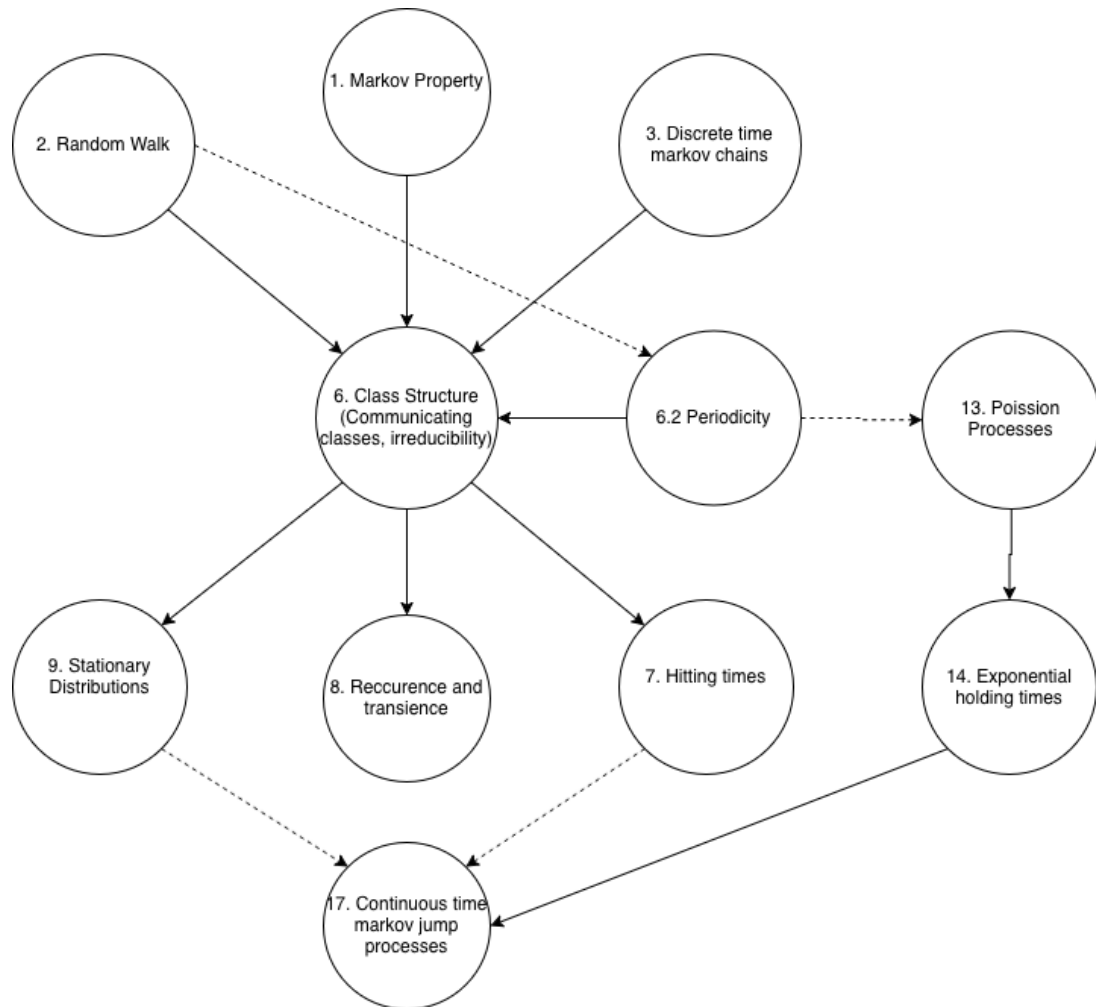 1. Markov Property
2. Random Walk
3. Discrete time
markov chains
6. Class Structure
(Communicating
classes, irreducibility)
6.2 Periodicity
13. Poission
Processes
9. Stationary
Distributions
8. Reccurence and
transience
7. Hitting times
14. Exponential
holding times
17. Continuous time
markov jump
processes